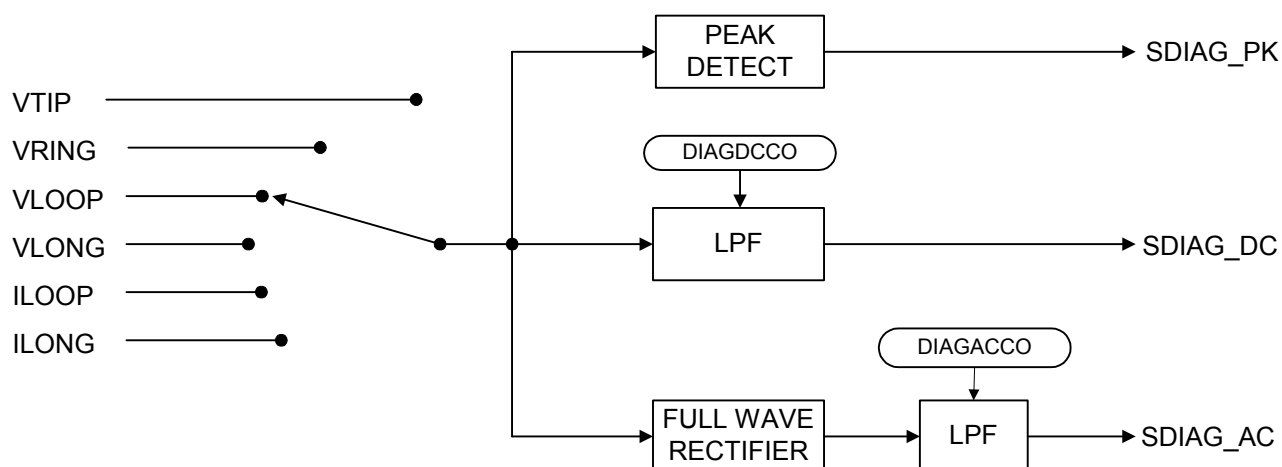 PEAK
DETECT
SDIAG_PK
VTIP
VRING
DIAGDCCO
VLOOP
VLONG
LPF
SDIAG_DC
ILOOP
ILONG
DIAGACCO
FULL WAVE
RECTIFIER
LPF
SDIAG_AC